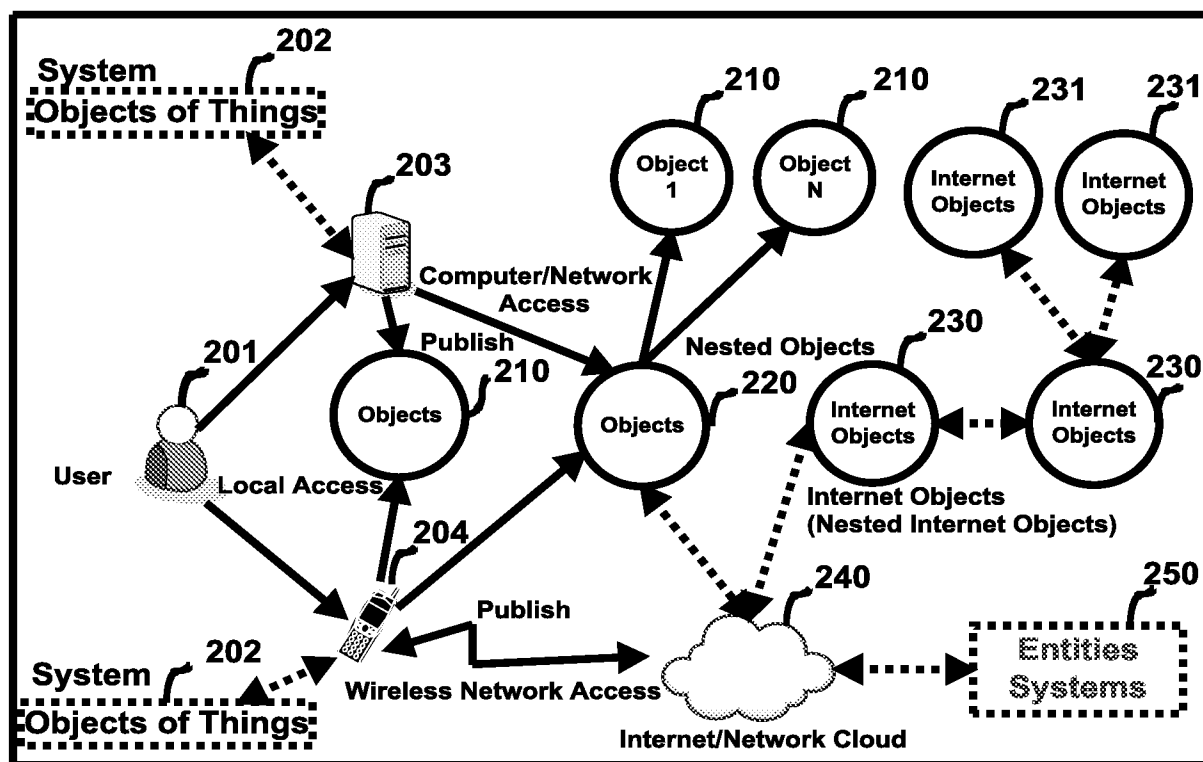 202
System
Objects of Things
203
210
210
231
231
Object
1
Object
N
Internet
Objects
Internet
Objects
Computer/Network
Access
Publish
201
210
Objects
Nested Objects
220
Objects
230
230
Internet
Objects
Internet
Objects
User
Local Access
Internet Objects
(Nested Internet Objects)
204
Publish
240
250
Entities
Systems
System
202
Objects of Things
Wireless Network Access
Internet/Network Cloud